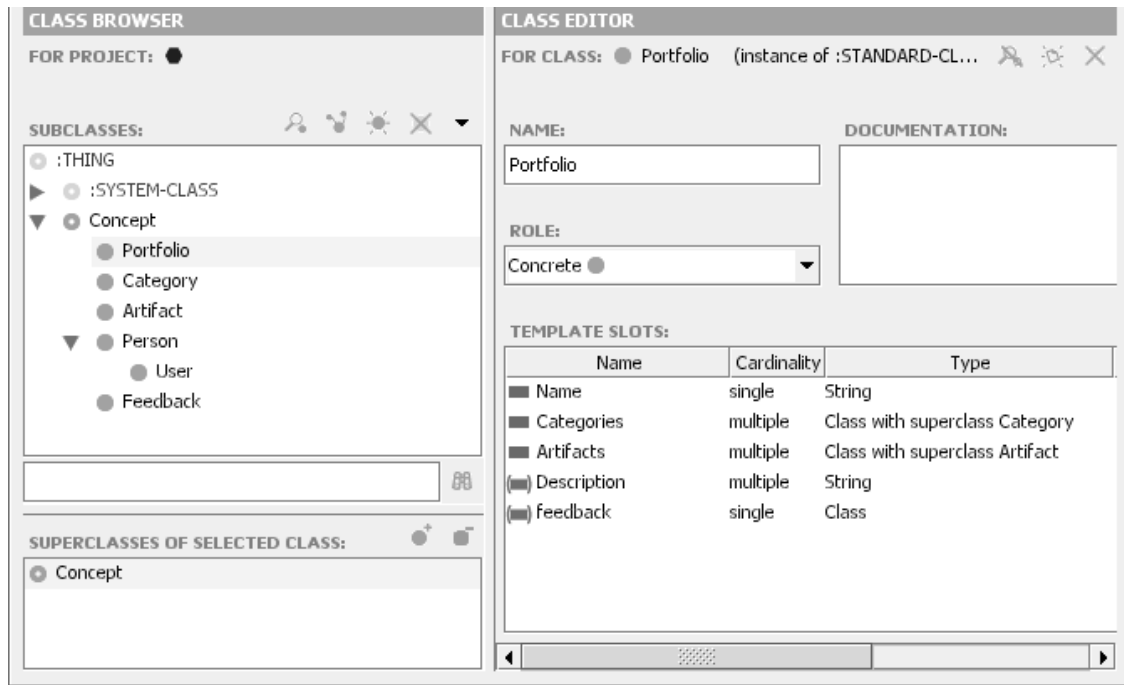 CLASS BROWSER
FOR PROJECT:
SUBCLASSES:
:THING
:SYSTEM-CLASS
Concept
Portfolio
Category
Artifact
Person
User
Feedback
SUPERCLASSES OF SELECTED CLASS:
Concept
CLASS EDITOR
FOR CLASS: Portfolio (instance of :STANDARD-CL...
NAME:
Portfolio
DOCUMENTATION:
ROLE:
Concrete
TEMPLATE SLOTS:
Name Cardinality Type
Name single String
Categories multiple Class with superclass Category
Artifacts multiple Class with superclass Artifact
Description multiple String
feedback single Class